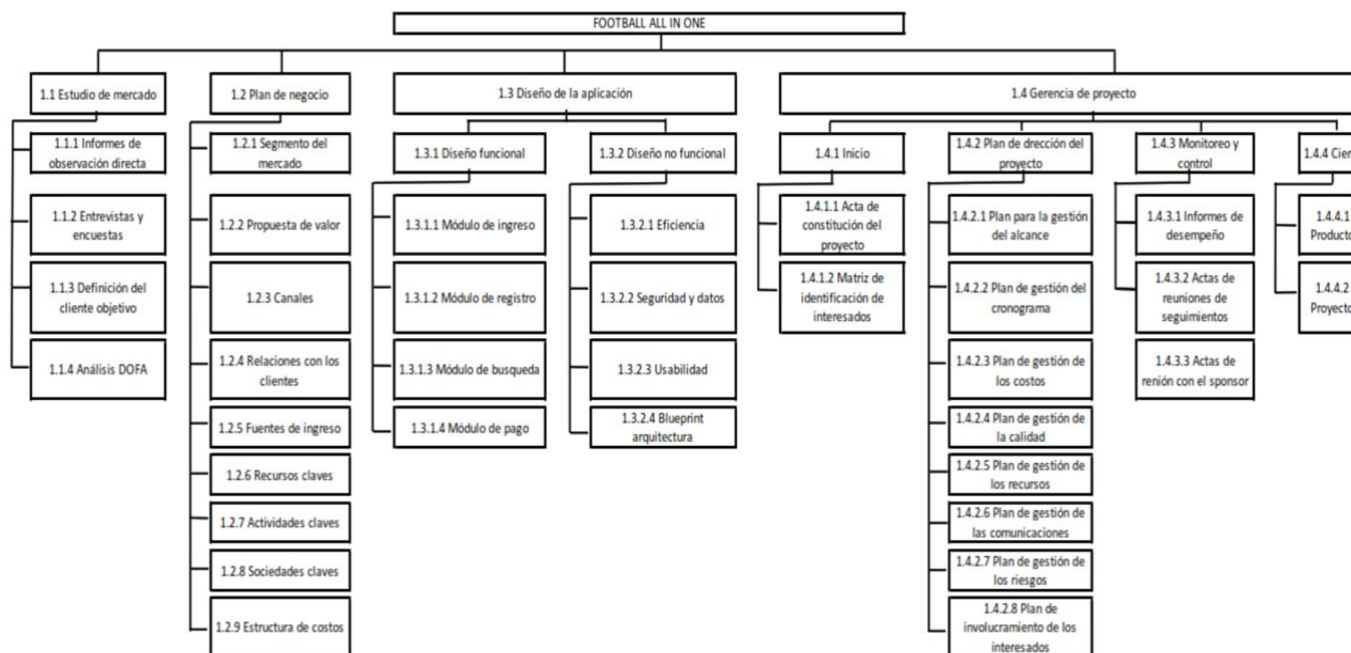 FOOTBALL ALL IN ONE
1.1 Estudio de mercado
1.2 Plan de negocio
1.3 Diseño de la aplicación
1.4 Gerencia de proyecto
1.1.1 Informes de
observación directa
1.1.2 Entrevistas y
encuestas
1.1.3 Definición del
cliente objetivo
1.1.4 Análisis DOFA
1.2.1 Segmento del
mercado
1.2.2 Propuesta de valor
1.2.3 Canales
1.2.4 Relaciones con los
clientes
1.2.5 Fuentes de ingreso
1.2.6 Recursos claves
1.2.7 Actividades claves
1.2.8 Sociedades claves
1.2.9 Estructura de costos
1.3.1 Diseño funcional
1.3.1.1 Módulo de ingreso
1.3.1.2 Módulo de registro
1.3.1.3 Módulo de busqueda
1.3.1.4 Módulo de pago
1.3.2 Diseño no funcional
1.3.2.1 Eficiencia
1.3.2.2 Seguridad y datos
1.3.2.3 Usabilidad
1.3.2.4 Blueprint
arquitectura
1.4.1 Inicio
1.4.1.1 Acta de
constitución del
proyecto
1.4.1.2 Matriz de
identificación de
interesados
1.4.2 Plan de drección del
proyecto
1.4.2.1 Plan para la gestión
del alcance
1.4.2.2 Plan de gestión del
cronograma
1.4.2.3 Plan de gestión de
los costos
1.4.2.4 Plan de gestión de
la calidad
1.4.2.5 Plan de gestión de
los recursos
1.4.2.6 Plan de gestión de
las comunicaciones
1.4.2.7 Plan de gestión de
los riesgos
1.4.2.8 Plan de
involucramiento de los
interesados
1.4.3 Monitoreo y
control
1.4.3.1 Informes de
desempeño
1.4.3.2 Actas de
reuniones de
seguimientos
1.4.3.3 Actas de
renión con el sponsor
1.4.4
1.4.4.1
Producto
1.4.4.2
Proyecto